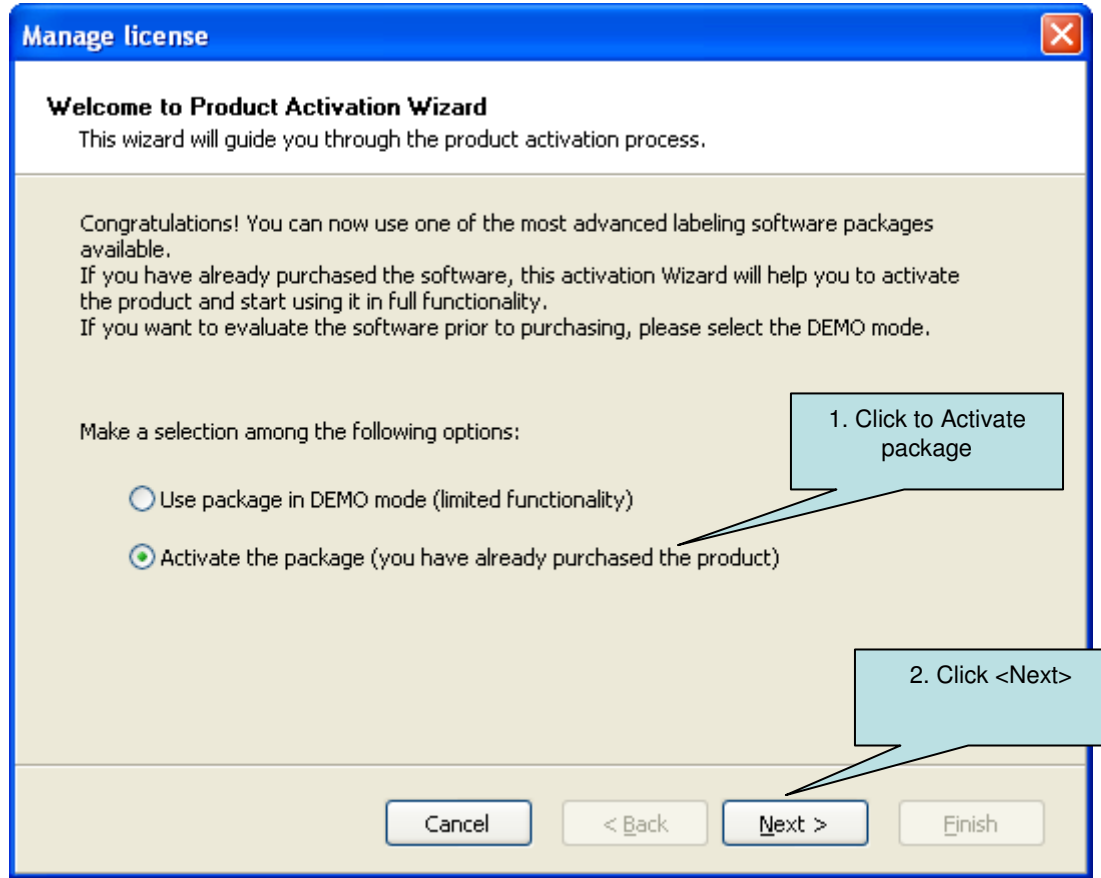 Manage license
Welcome to Product Activation Wizard
This wizard will guide you through the product activation process.
Congratulations! You can now use one of the most advanced labeling software packages
available.
If you have already purchased the software, this activation Wizard will help you to activate
the product and start using it in full functionality.
If you want to evaluate the software prior to purchasing, please select the DEMO mode.
1. Click to Activate
package
Make a selection among the following options:
Use package in DEMO mode (limited functionality)
Activate the package (you have already purchased the product)
2. Click <Next>
Cancel
< Back
Next >
Finish